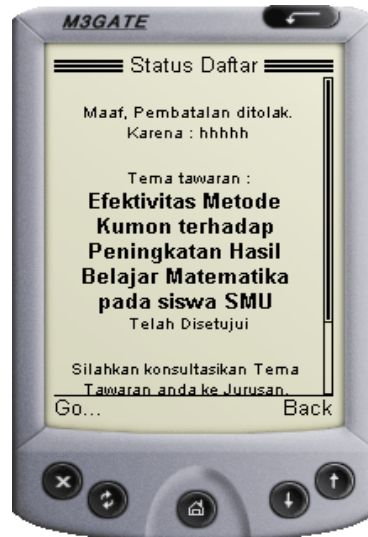 M3GATE
Status Daftar
Maaf, Pembatalan ditolak.
Karena : hhhhh
Tema tawaran :
Efektivitas Metode
Kumon terhadap
Peningkatan Hasil
Belajar Matematika
pada siswa SMU
Telah Disetujui
Silahkan konsultasikan Tema
Tawaran anda ke Jurusan.
Go... Back